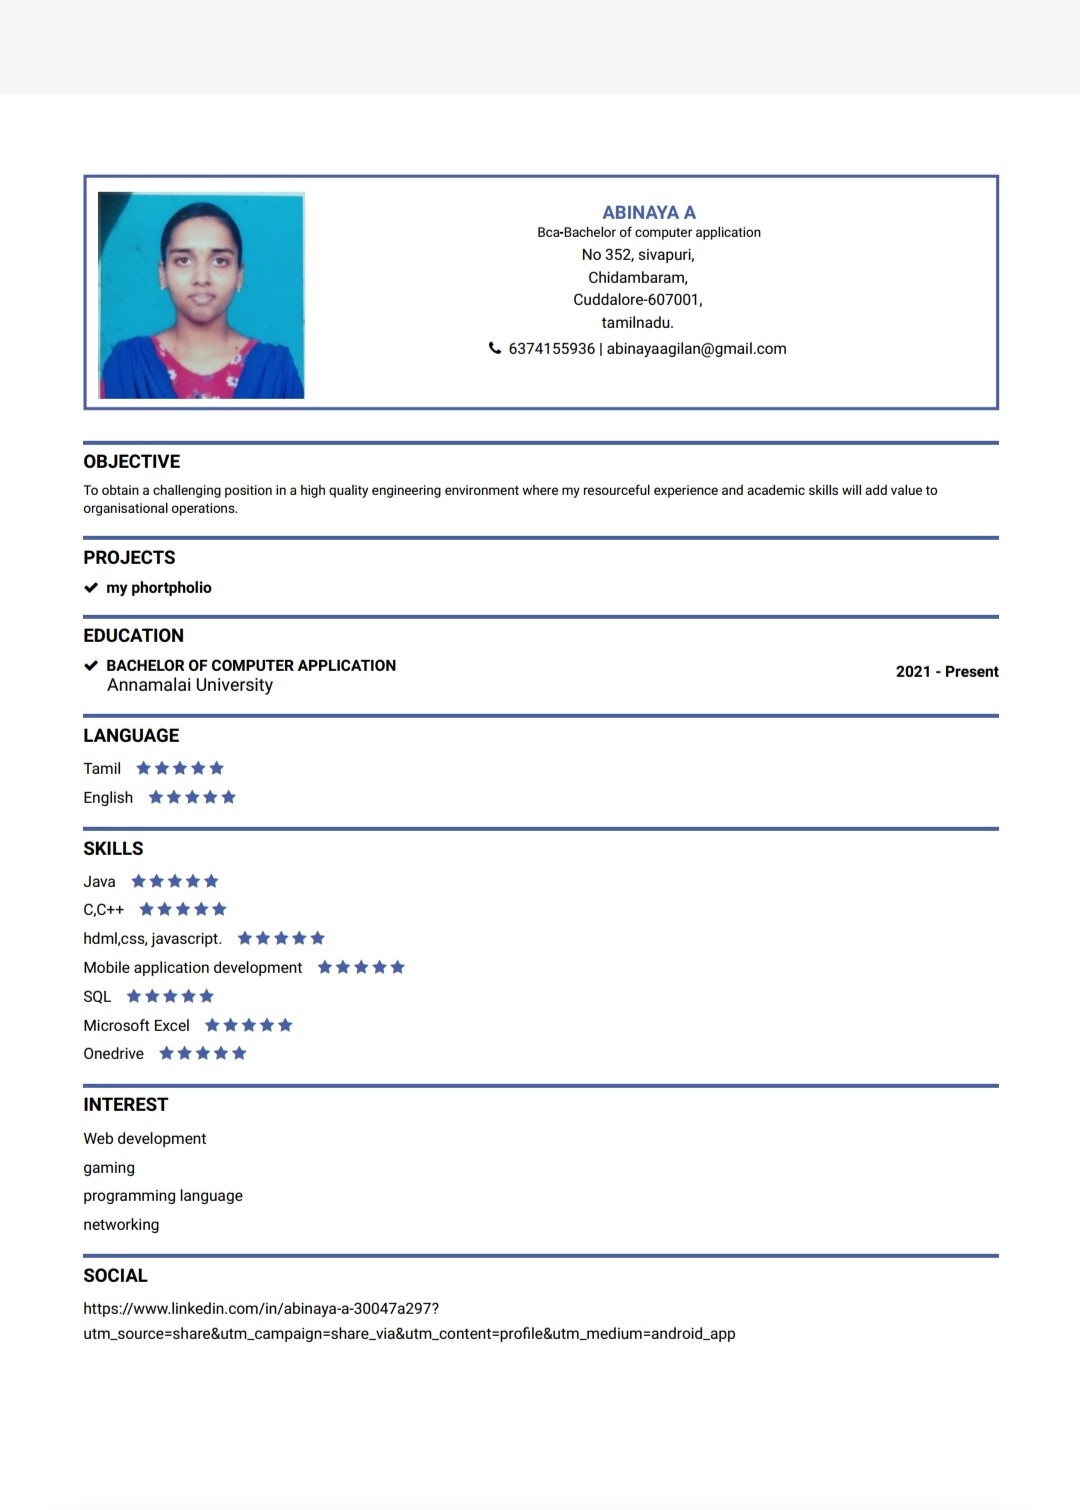 ABINAYA A
Bca-Bachelor of computer application
No 352, sivapuri,
Chidambaram,
Cuddalore-607001,
tamilnadu.
6374155936 | abinayaagilan@gmail.com
OBJECTIVE
To obtain a challenging position in a high quality engineering environment where my resourceful experience and academic skills will add value to
organisational operations.
PROJECTS
my phortpholio
EDUCATION
BACHELOR OF COMPUTER APPLICATION
Annamalai University
2021 - Present
LANGUAGE
Tamil
English
SKILLS
Java
C,C++
hdml,css, javascript.
Mobile application development
SQL
Microsoft Excel
Onedrive
INTEREST
Web development
gaming
programming language
networking
SOCIAL
https://www.linkedin.com/in/abinaya-a-30047a297?
utm_source=share&utm_campaign=share_via&utm_content=profile&utm_medium=android_app